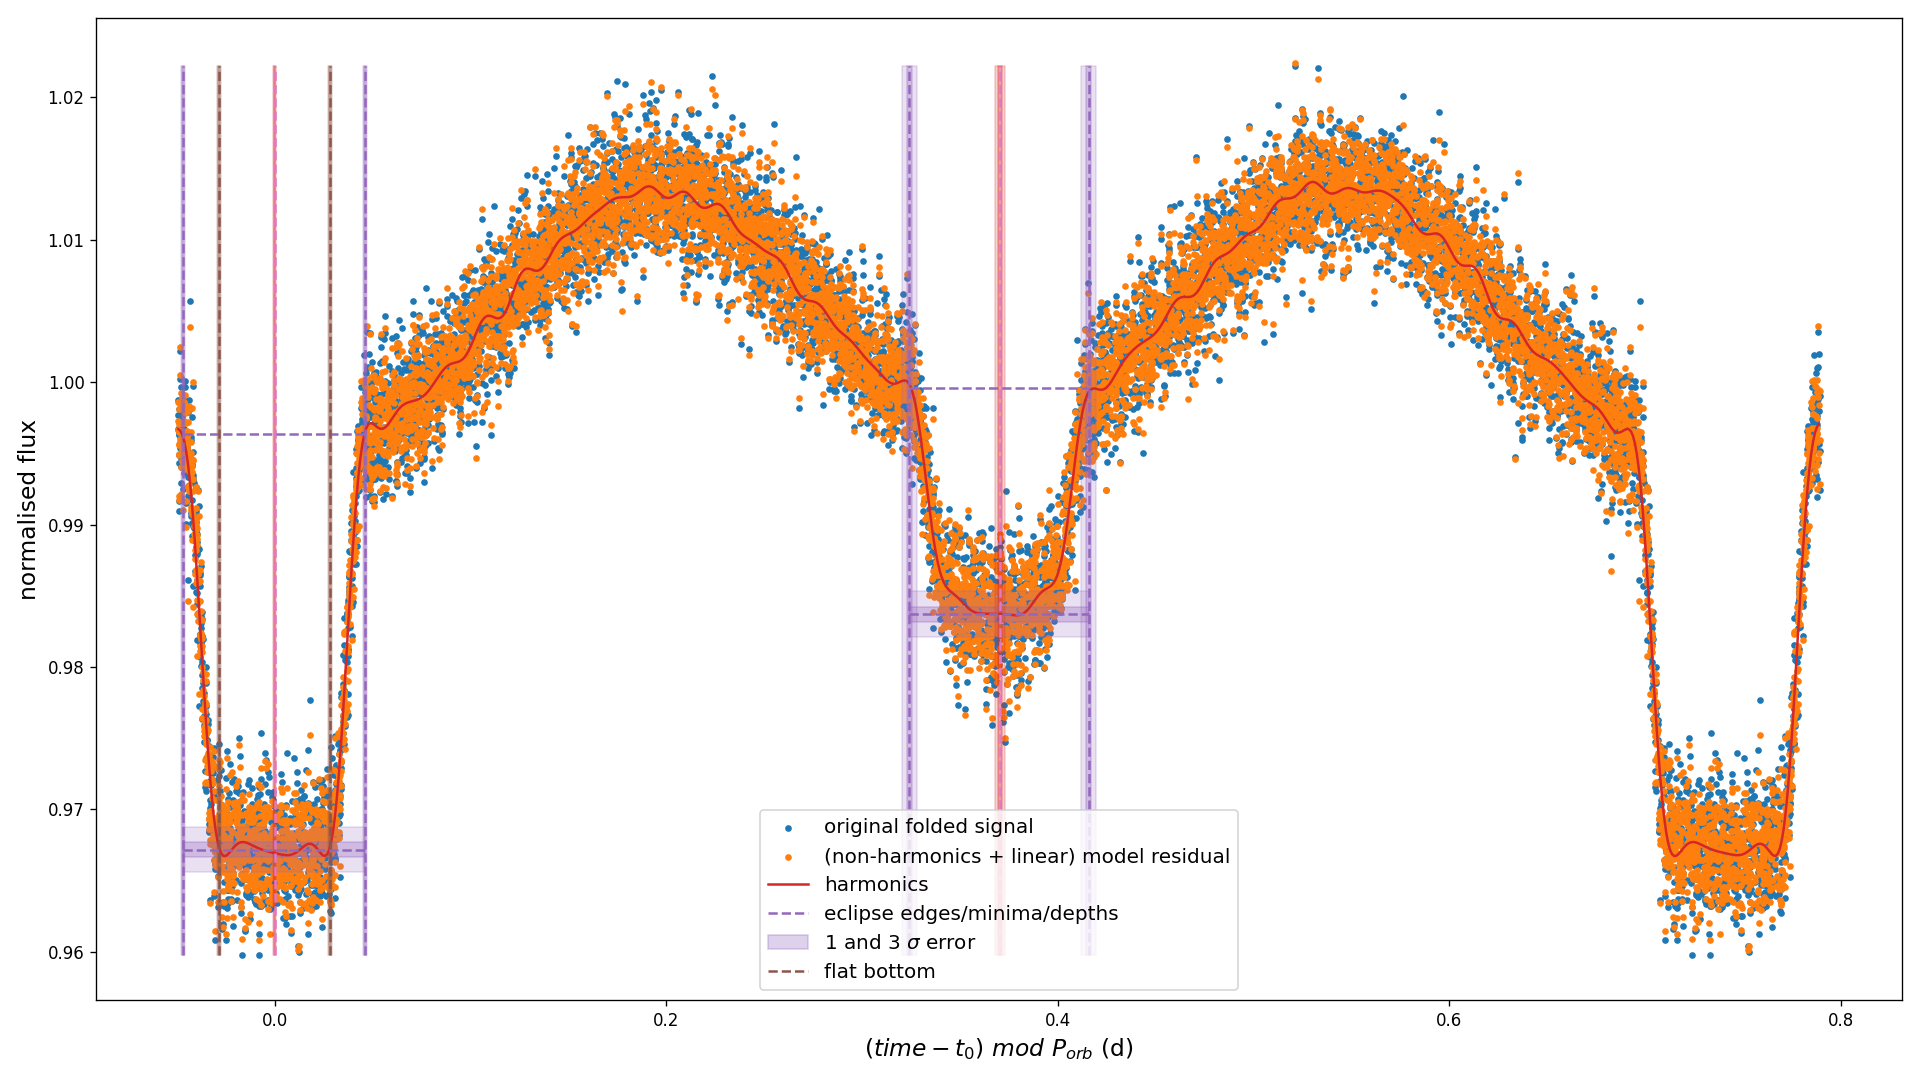 normalised flux
1.02
1.01
1.00
0.99
0.98
0.97
0.96
original folded signal
(non-harmonics + linear) model residual
harmonics
eclipse edges/minima/depths
1 and 3 σ error
flat bottom
0.0 0.2 0.4 0.6 0.8
(time − t₀) mod P_orb (d)